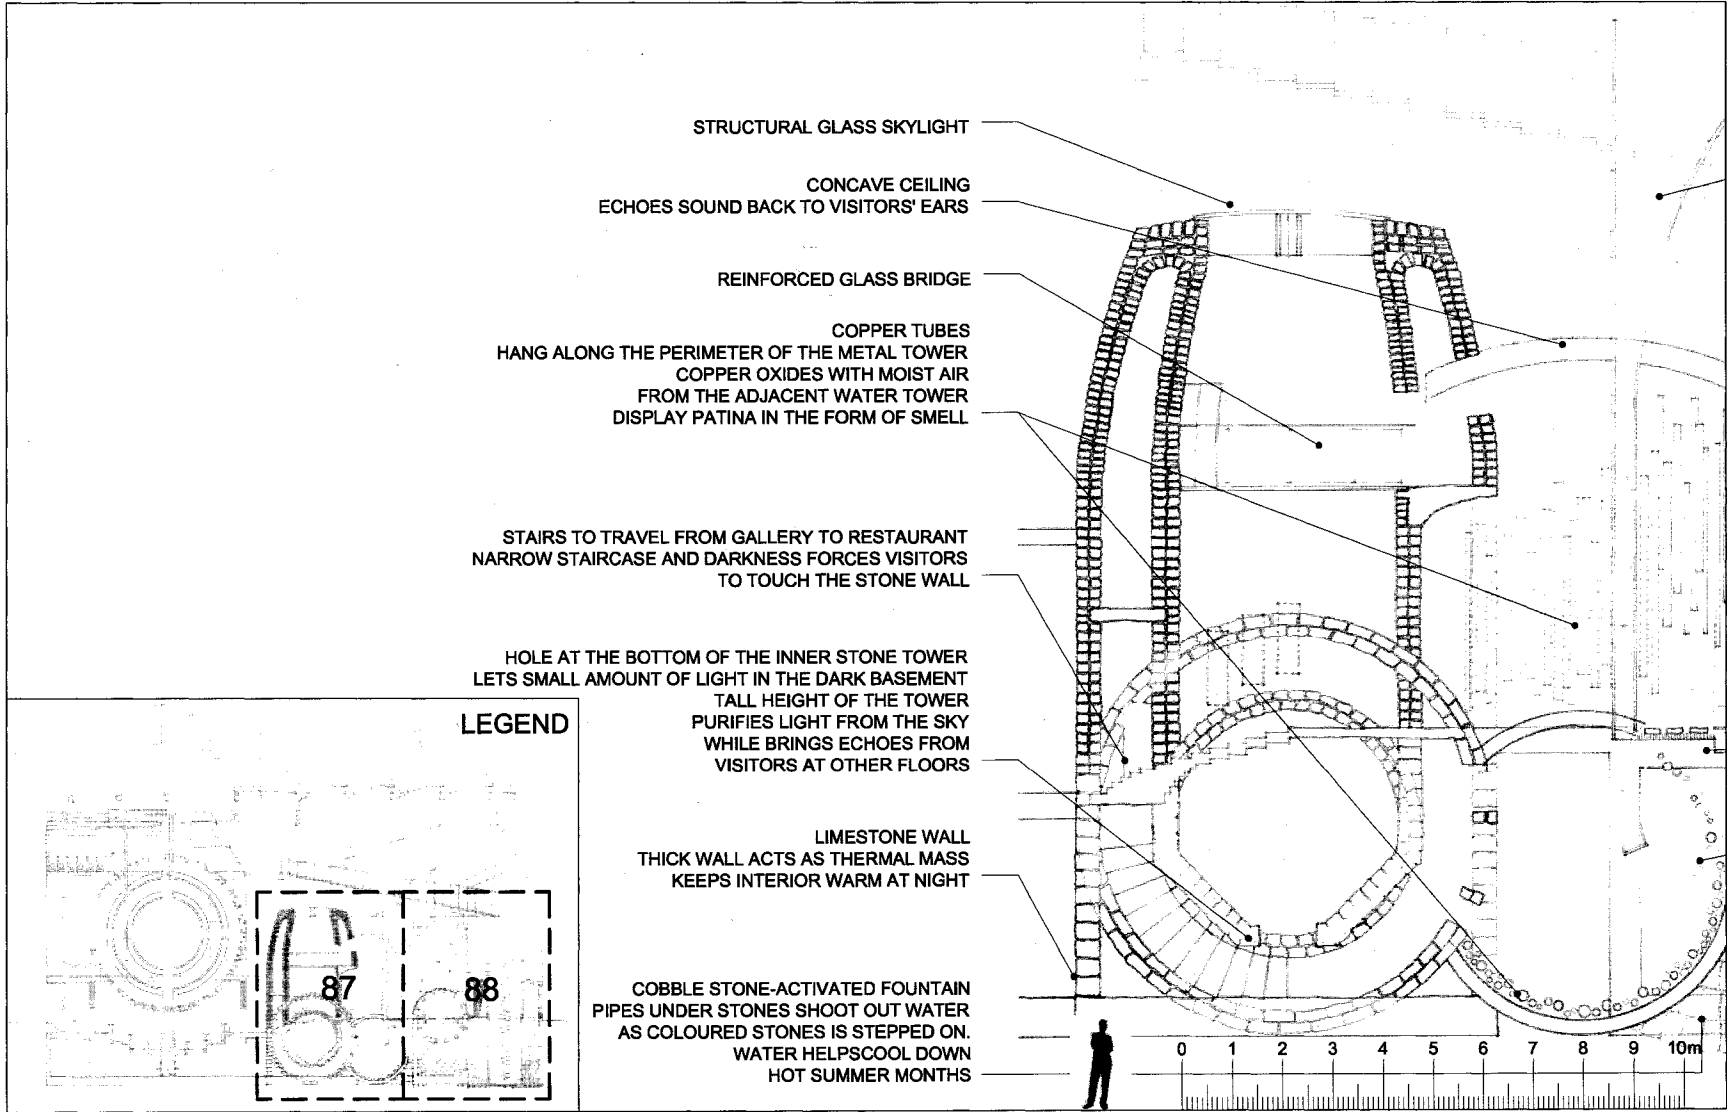 STRUCTURAL GLASS SKYLIGHT
CONCAVE CEILING
ECHOES SOUND BACK TO VISITORS' EARS
REINFORCED GLASS BRIDGE
COPPER TUBES
HANG ALONG THE PERIMETER OF THE METAL TOWER
COPPER OXIDES WITH MOIST AIR
FROM THE ADJACENT WATER TOWER
DISPLAY PATINA IN THE FORM OF SMELL
STAIRS TO TRAVEL FROM GALLERY TO RESTAURANT
NARROW STAIRCASE AND DARKNESS FORCES VISITORS
TO TOUCH THE STONE WALL
HOLE AT THE BOTTOM OF THE INNER STONE TOWER
LETS SMALL AMOUNT OF LIGHT IN THE DARK BASEMENT
TALL HEIGHT OF THE TOWER
PURIFIES LIGHT FROM THE SKY
WHILE BRINGS ECHOES FROM
VISITORS AT OTHER FLOORS
LIMESTONE WALL
THICK WALL ACTS AS THERMAL MASS
KEEPS INTERIOR WARM AT NIGHT
COBBLE STONE-ACTIVATED FOUNTAIN
PIPES UNDER STONES SHOOT OUT WATER
AS COLOURED STONES IS STEPPED ON.
WATER HELPSCOOL DOWN
HOT SUMMER MONTHS
LEGEND
87 88
0 1 2 3 4 5 6 7 8 9 10m